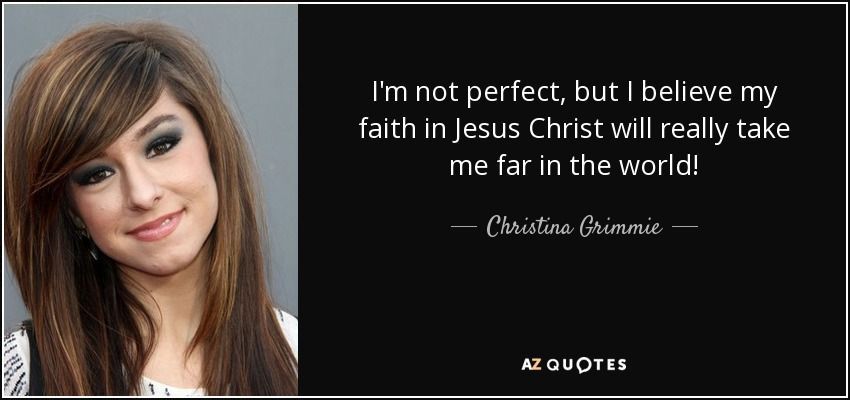 I'm not perfect, but I believe my
faith in Jesus Christ will really take
me far in the world!
— Christina Grimmie —
AZ QUOTES